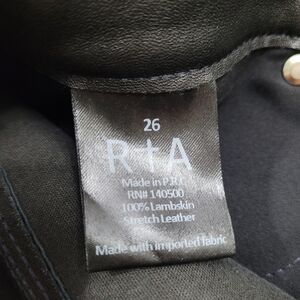 26
R†A
Made in P.R.C
RN# 140500
100% Lambskin
Stretch Leather
Made with imported fabric